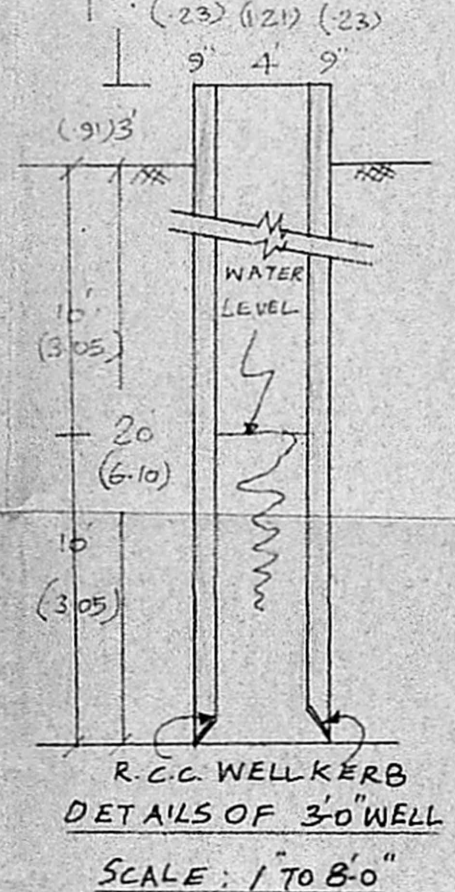 (.23) (1.21) (.23)
9" 4' 9"
(.91) 3'
WATER
LEVEL
10'
(3.05)
20
(6.10)
10'
(3.05)
R.C.C. WELL KERB
DETAILS OF 3'-0" WELL
SCALE: 1" TO 8'-0"